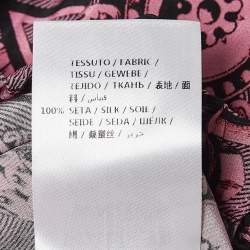 TESSUTO / FABRIC /
TISSU / GEWEBE /
TEJIDO / ТКАНЬ / 表地 / 面
料 / قماش /
100% SETA / SILK / SOIE /
SEIDE / SEDA / ШЁЛК /
絹 / 桑蚕丝 / حرير